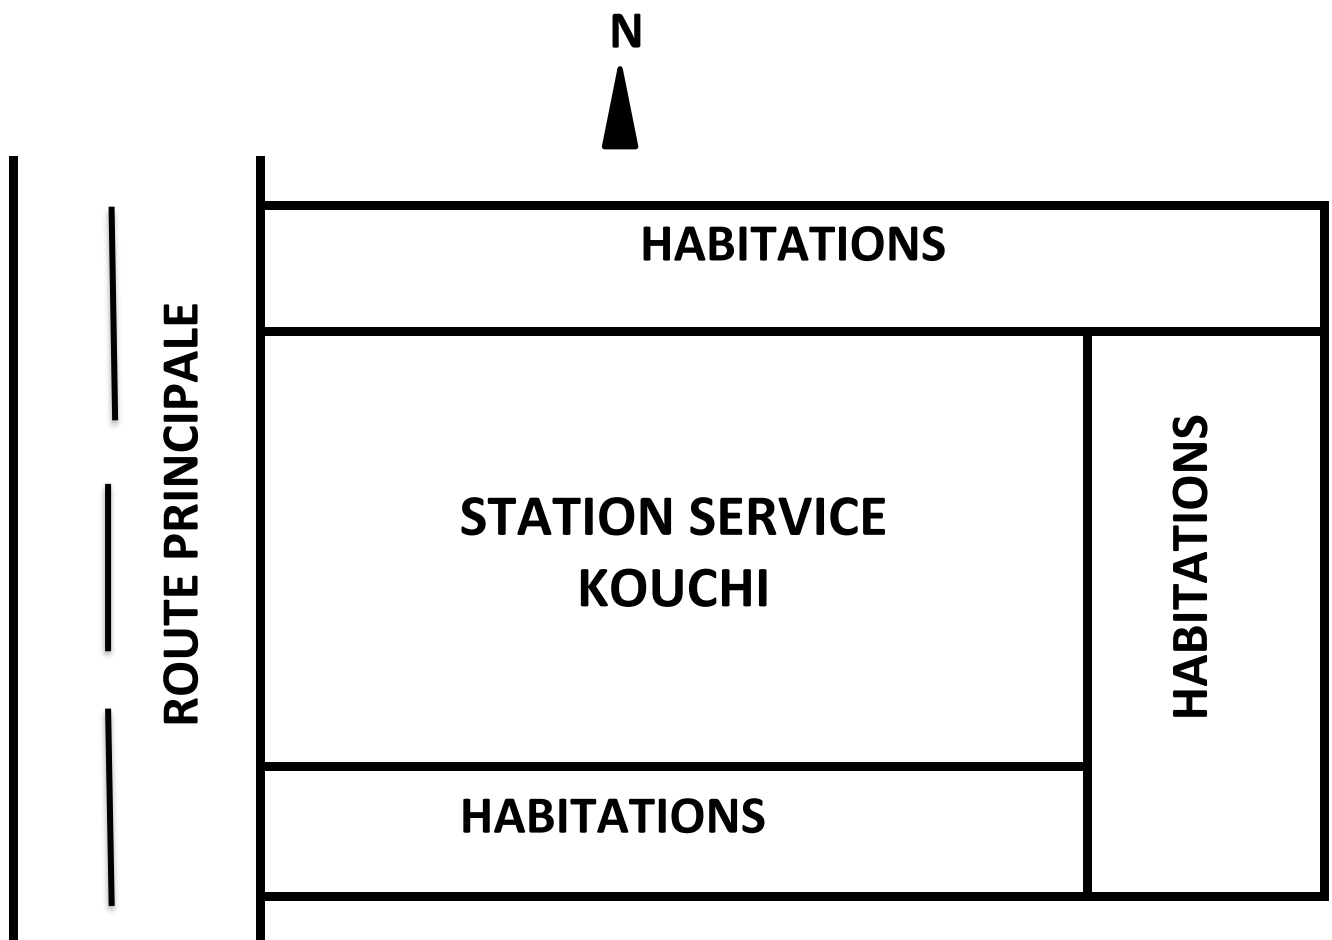 N
HABITATIONS
ROUTE PRINCIPALE
STATION SERVICE
KOUCHI
HABITATIONS
HABITATIONS